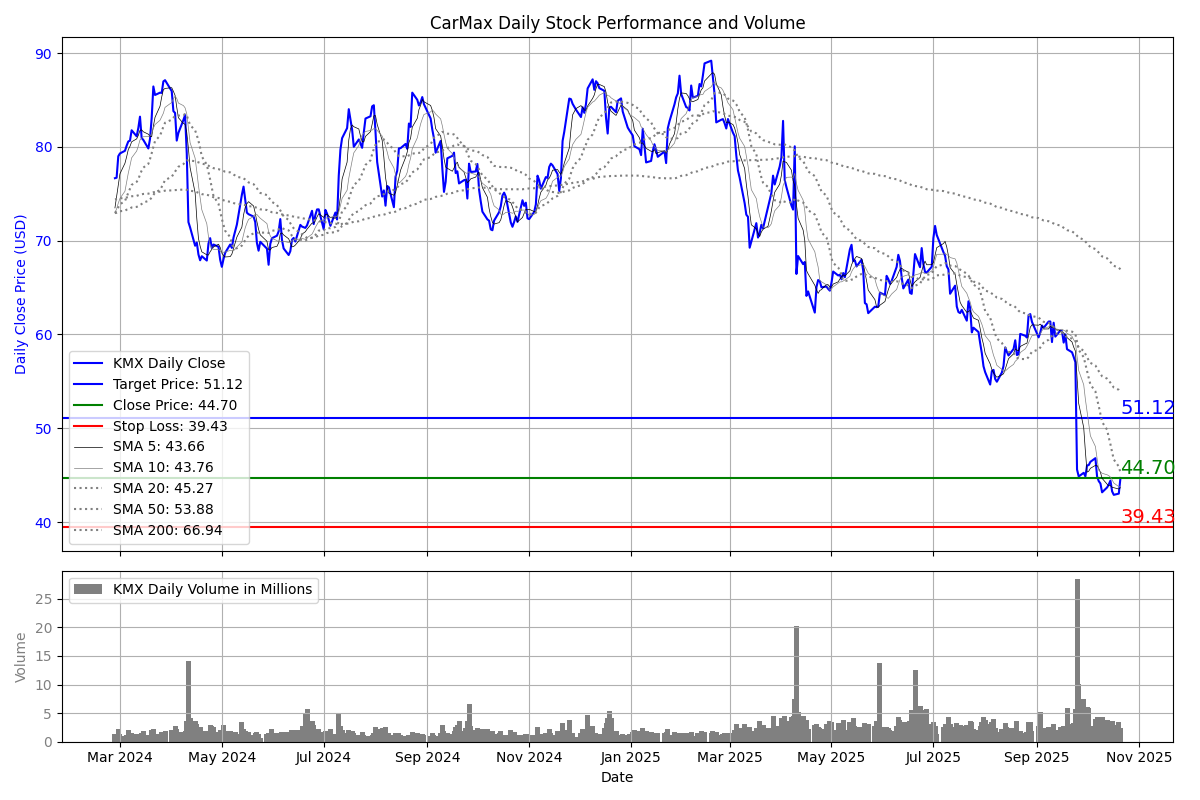 CarMax Daily Stock Performance and Volume
90
80
70
60
50
40
Daily Close Price (USD)
KMX Daily Close
Target Price: 51.12
Close Price: 44.70
Stop Loss: 39.43
SMA 5: 43.66
SMA 10: 43.76
SMA 20: 45.27
SMA 50: 53.88
SMA 200: 66.94
51.12
44.70
39.43
KMX Daily Volume in Millions
25
20
15
10
5
0
Volume
Mar 2024 May 2024 Jul 2024 Sep 2024 Nov 2024 Jan 2025 Mar 2025 May 2025 Jul 2025 Sep 2025 Nov 2025
Date